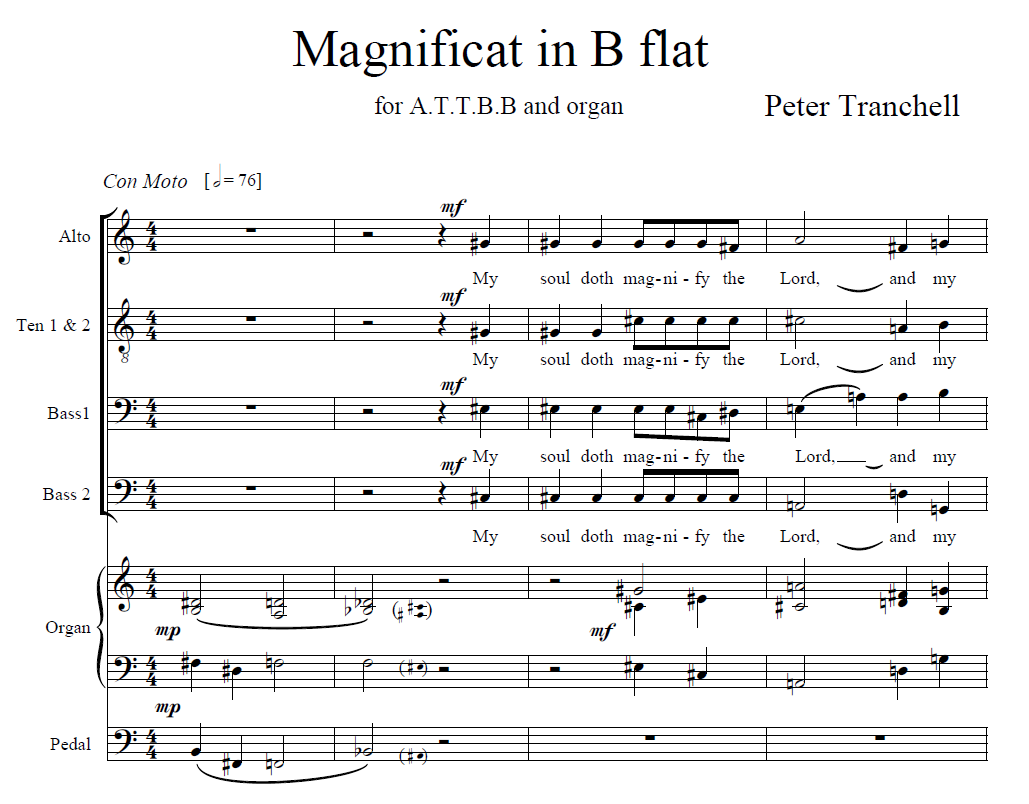 Magnificat in B flat
for A.T.T.B.B and organ
Peter Tranchell
Con Moto [𝅗𝅥= 76]
mf
Alto
My soul doth mag-ni-fy the Lord, and my
mf
Ten 1 & 2
8
My soul doth mag-ni-fy the Lord, and my
mf
Bass1
My soul doth mag-ni-fy the Lord, and my
mf
Bass 2
My soul doth mag-ni-fy the Lord, and my
Organ
mp
mf
mp
Pedal